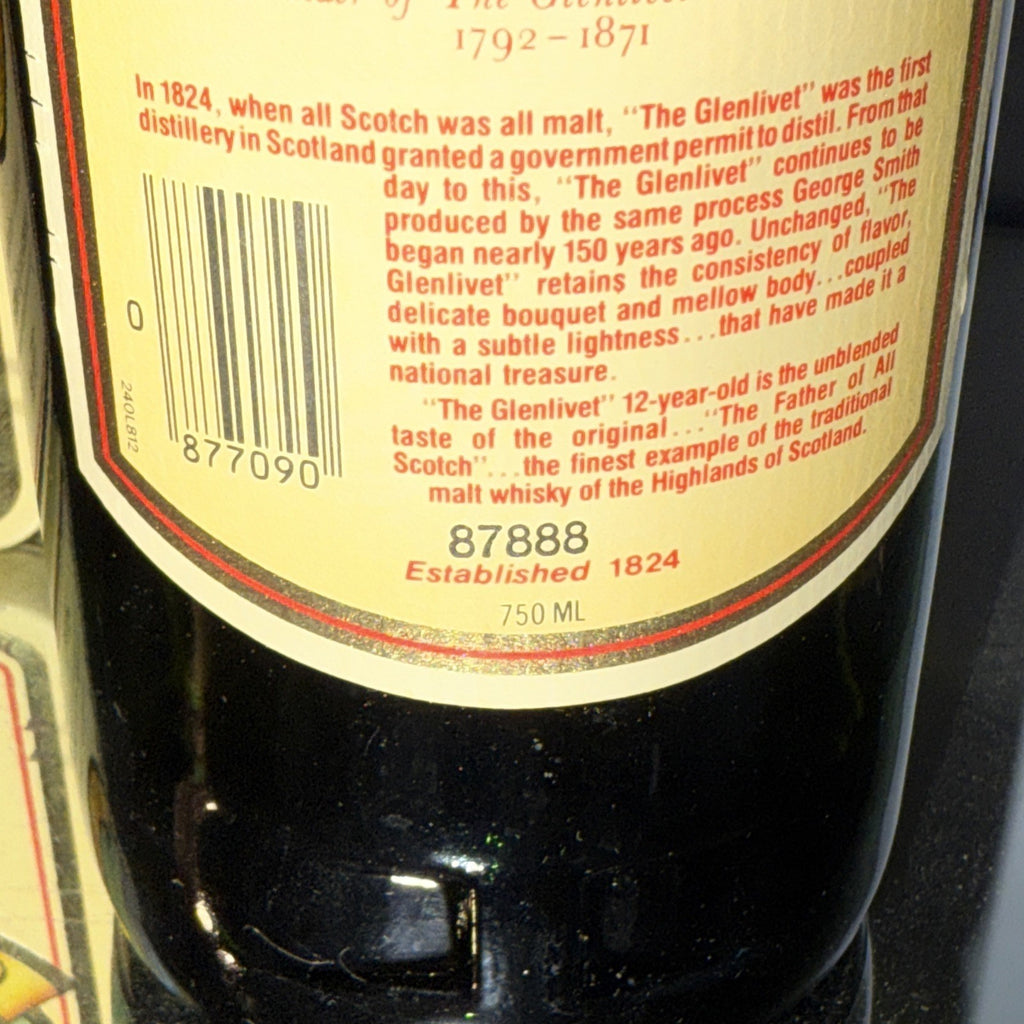 of The Glenlivet
1792–1871
In 1824, when all Scotch was all malt, "The Glenlivet" was the first
distillery in Scotland granted a government permit to distil. From that
day to this, "The Glenlivet" continues to be
produced by the same process George Smith
began nearly 150 years ago. Unchanged, "The
Glenlivet" retains the consistency of flavor,
delicate bouquet and mellow body...coupled
with a subtle lightness...that have made it a
national treasure.
"The Glenlivet" 12-year-old is the unblended
taste of the original..."The Father of All
Scotch"...the finest example of the traditional
malt whisky of the Highlands of Scotland.
0
877090
240L812
87888
Established 1824
750 ML